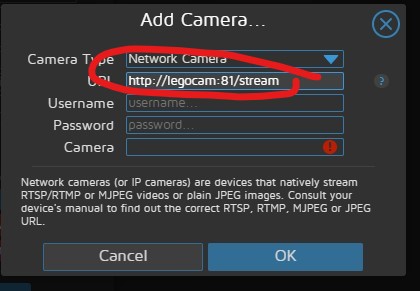 Add Camera...
Camera Type Network Camera
URL http://legocam:81/stream ?
Username username...
Password password...
Camera !
Network cameras (or IP cameras) are devices that natively stream
RTSP/RTMP or MJPEG videos or plain JPEG images. Consult your
device's manual to find out the correct RTSP, RTMP, MJPEG or JPEG
URL.
Cancel OK